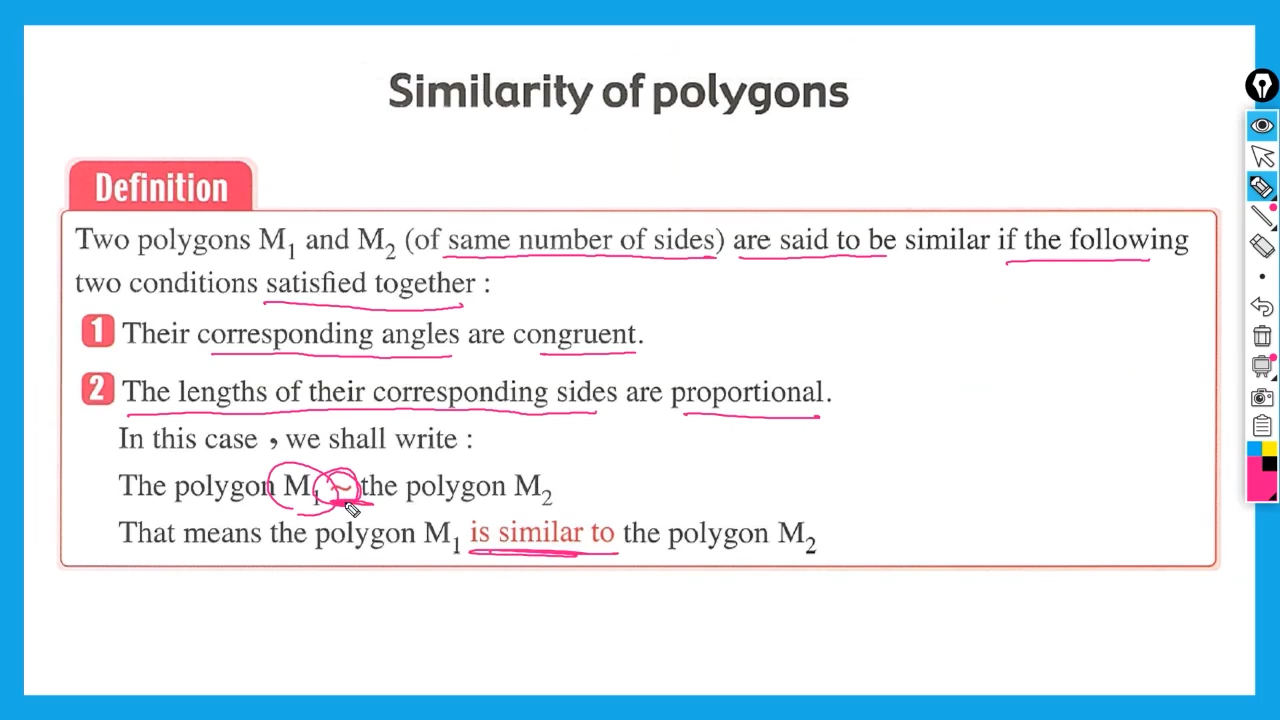 Similarity of polygons
Definition
Two polygons M₁ and M₂ (of same number of sides) are said to be similar if the following
two conditions satisfied together :
1 Their corresponding angles are congruent.
2 The lengths of their corresponding sides are proportional.
In this case , we shall write :
The polygon M₁ ~ the polygon M₂
That means the polygon M₁ is similar to the polygon M₂